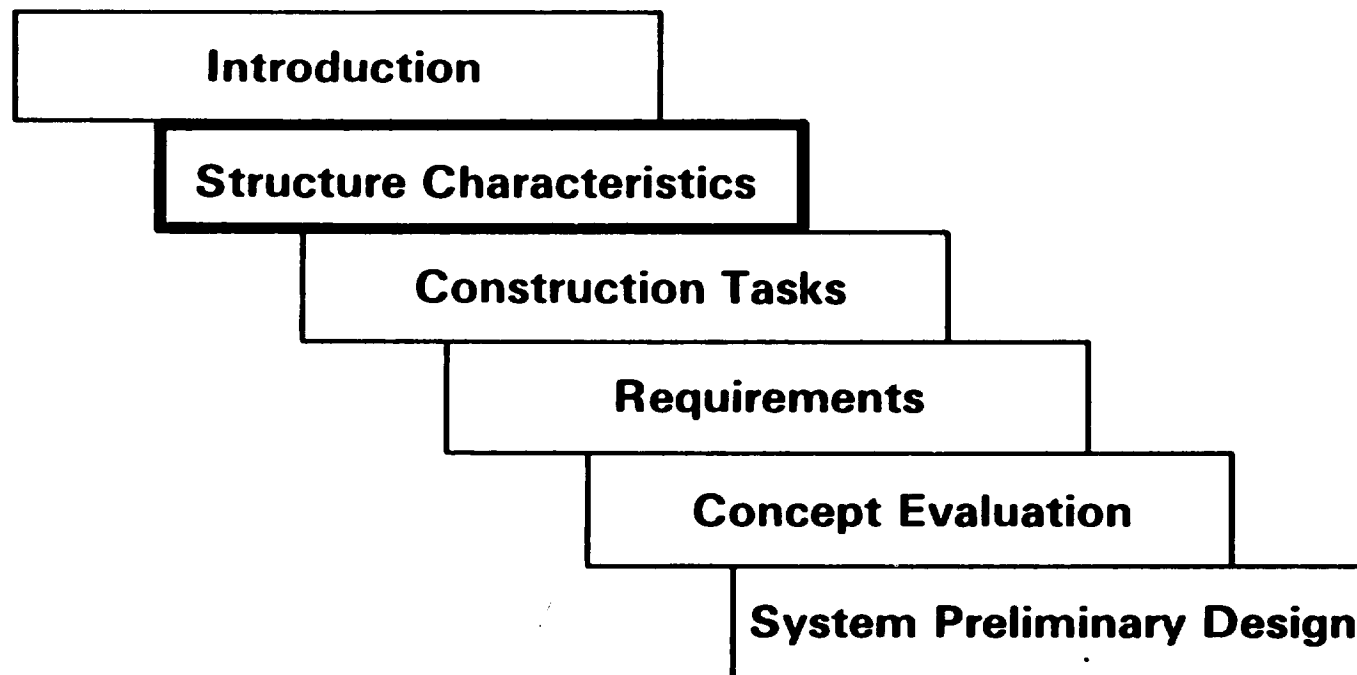 Introduction
Structure Characteristics
Construction Tasks
Requirements
Concept Evaluation
System Preliminary Design